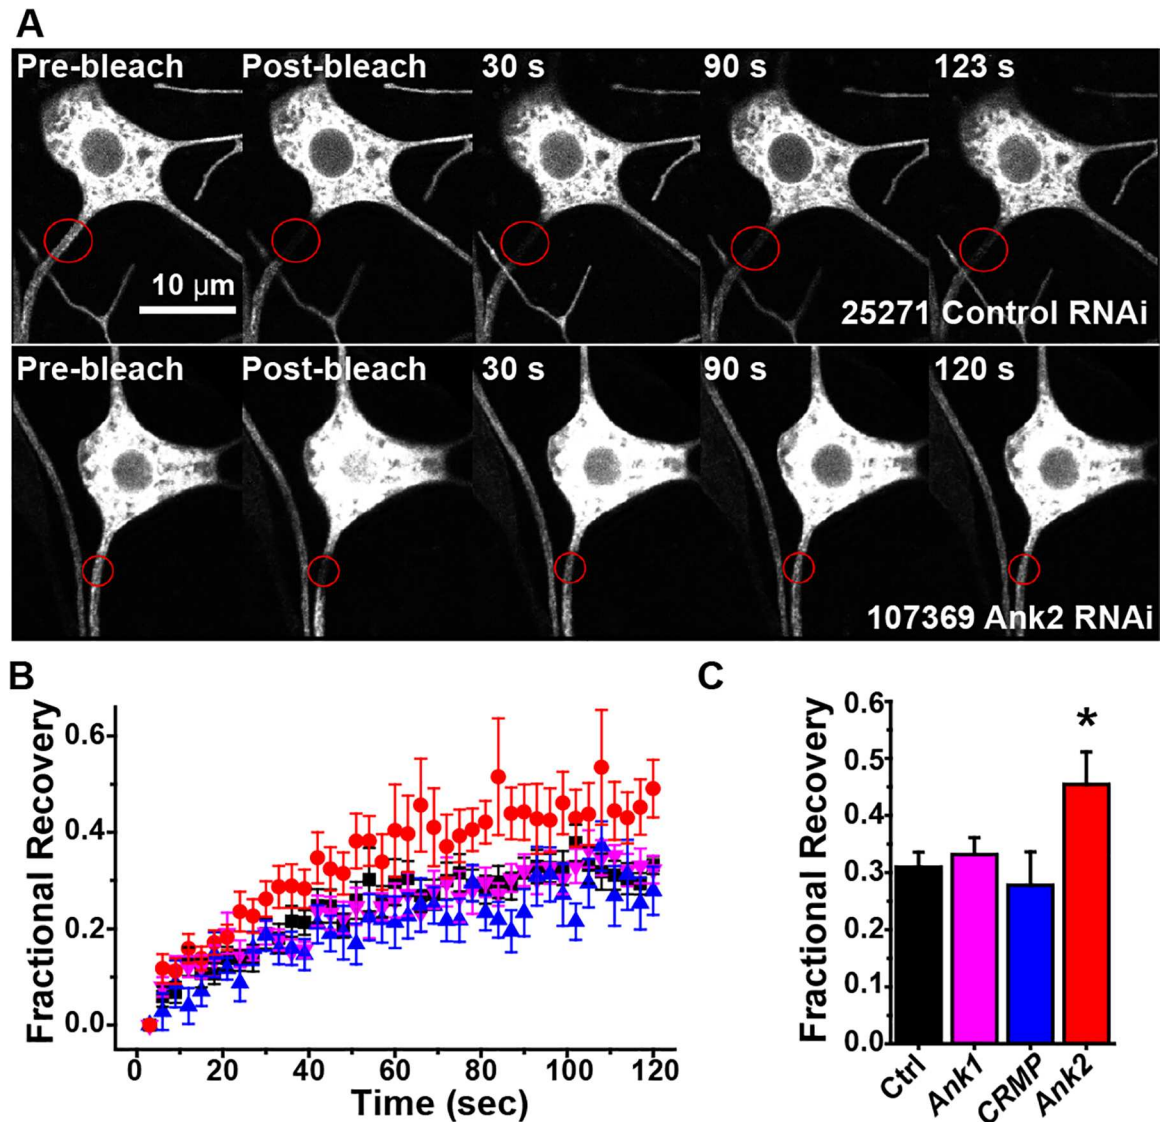 A
Pre-bleach
Post-bleach
30 s
90 s
123 s
10 µm
25271 Control RNAi
Pre-bleach
Post-bleach
30 s
90 s
120 s
107369 Ank2 RNAi
B
Fractional Recovery
0.6
0.4
0.2
0.0
0
20
40
60
80
100
120
Time (sec)
C
Fractional Recovery
0.6
0.5
0.4
0.3
0.2
0.1
0.0
*
Ctrl
Ank1
CRMP
Ank2